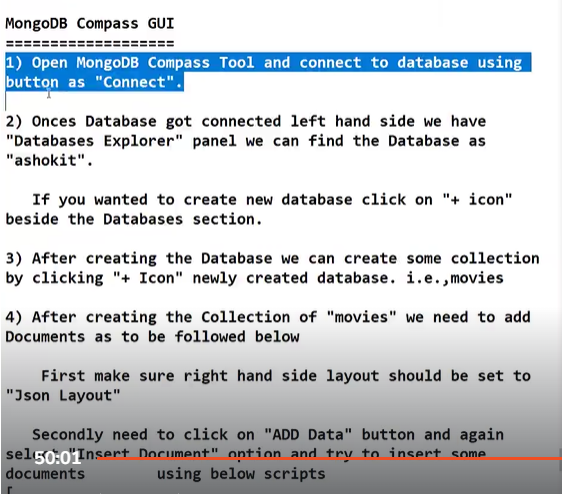 MongoDB Compass GUI
===================
1) Open MongoDB Compass Tool and connect to database using
button as "Connect".
2) Onces Database got connected left hand side we have
"Databases Explorer" panel we can find the Database as
"ashokit".
If you wanted to create new database click on "+ icon"
beside the Databases section.
3) After creating the Database we can create some collection
by clicking "+ Icon" newly created database. i.e.,movies
4) After creating the Collection of "movies" we need to add
Documents as to be followed below
First make sure right hand side layout should be set to
"Json Layout"
Secondly need to click on "ADD Data" button and again
select "Insert Document" option and try to insert some
50:01
documents using below scripts
[